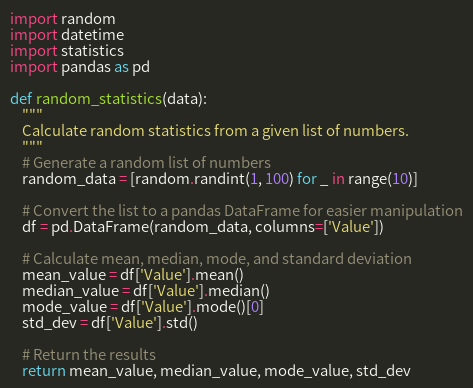 import random
import datetime
import statistics
import pandas as pd

def random_statistics(data):
    """
    Calculate random statistics from a given list of numbers.
    """
    # Generate a random list of numbers
    random_data = [random.randint(1, 100) for _ in range(10)]

    # Convert the list to a pandas DataFrame for easier manipulation
    df = pd.DataFrame(random_data, columns=['Value'])

    # Calculate mean, median, mode, and standard deviation
    mean_value = df['Value'].mean()
    median_value = df['Value'].median()
    mode_value = df['Value'].mode()[0]
    std_dev = df['Value'].std()

    # Return the results
    return mean_value, median_value, mode_value, std_dev